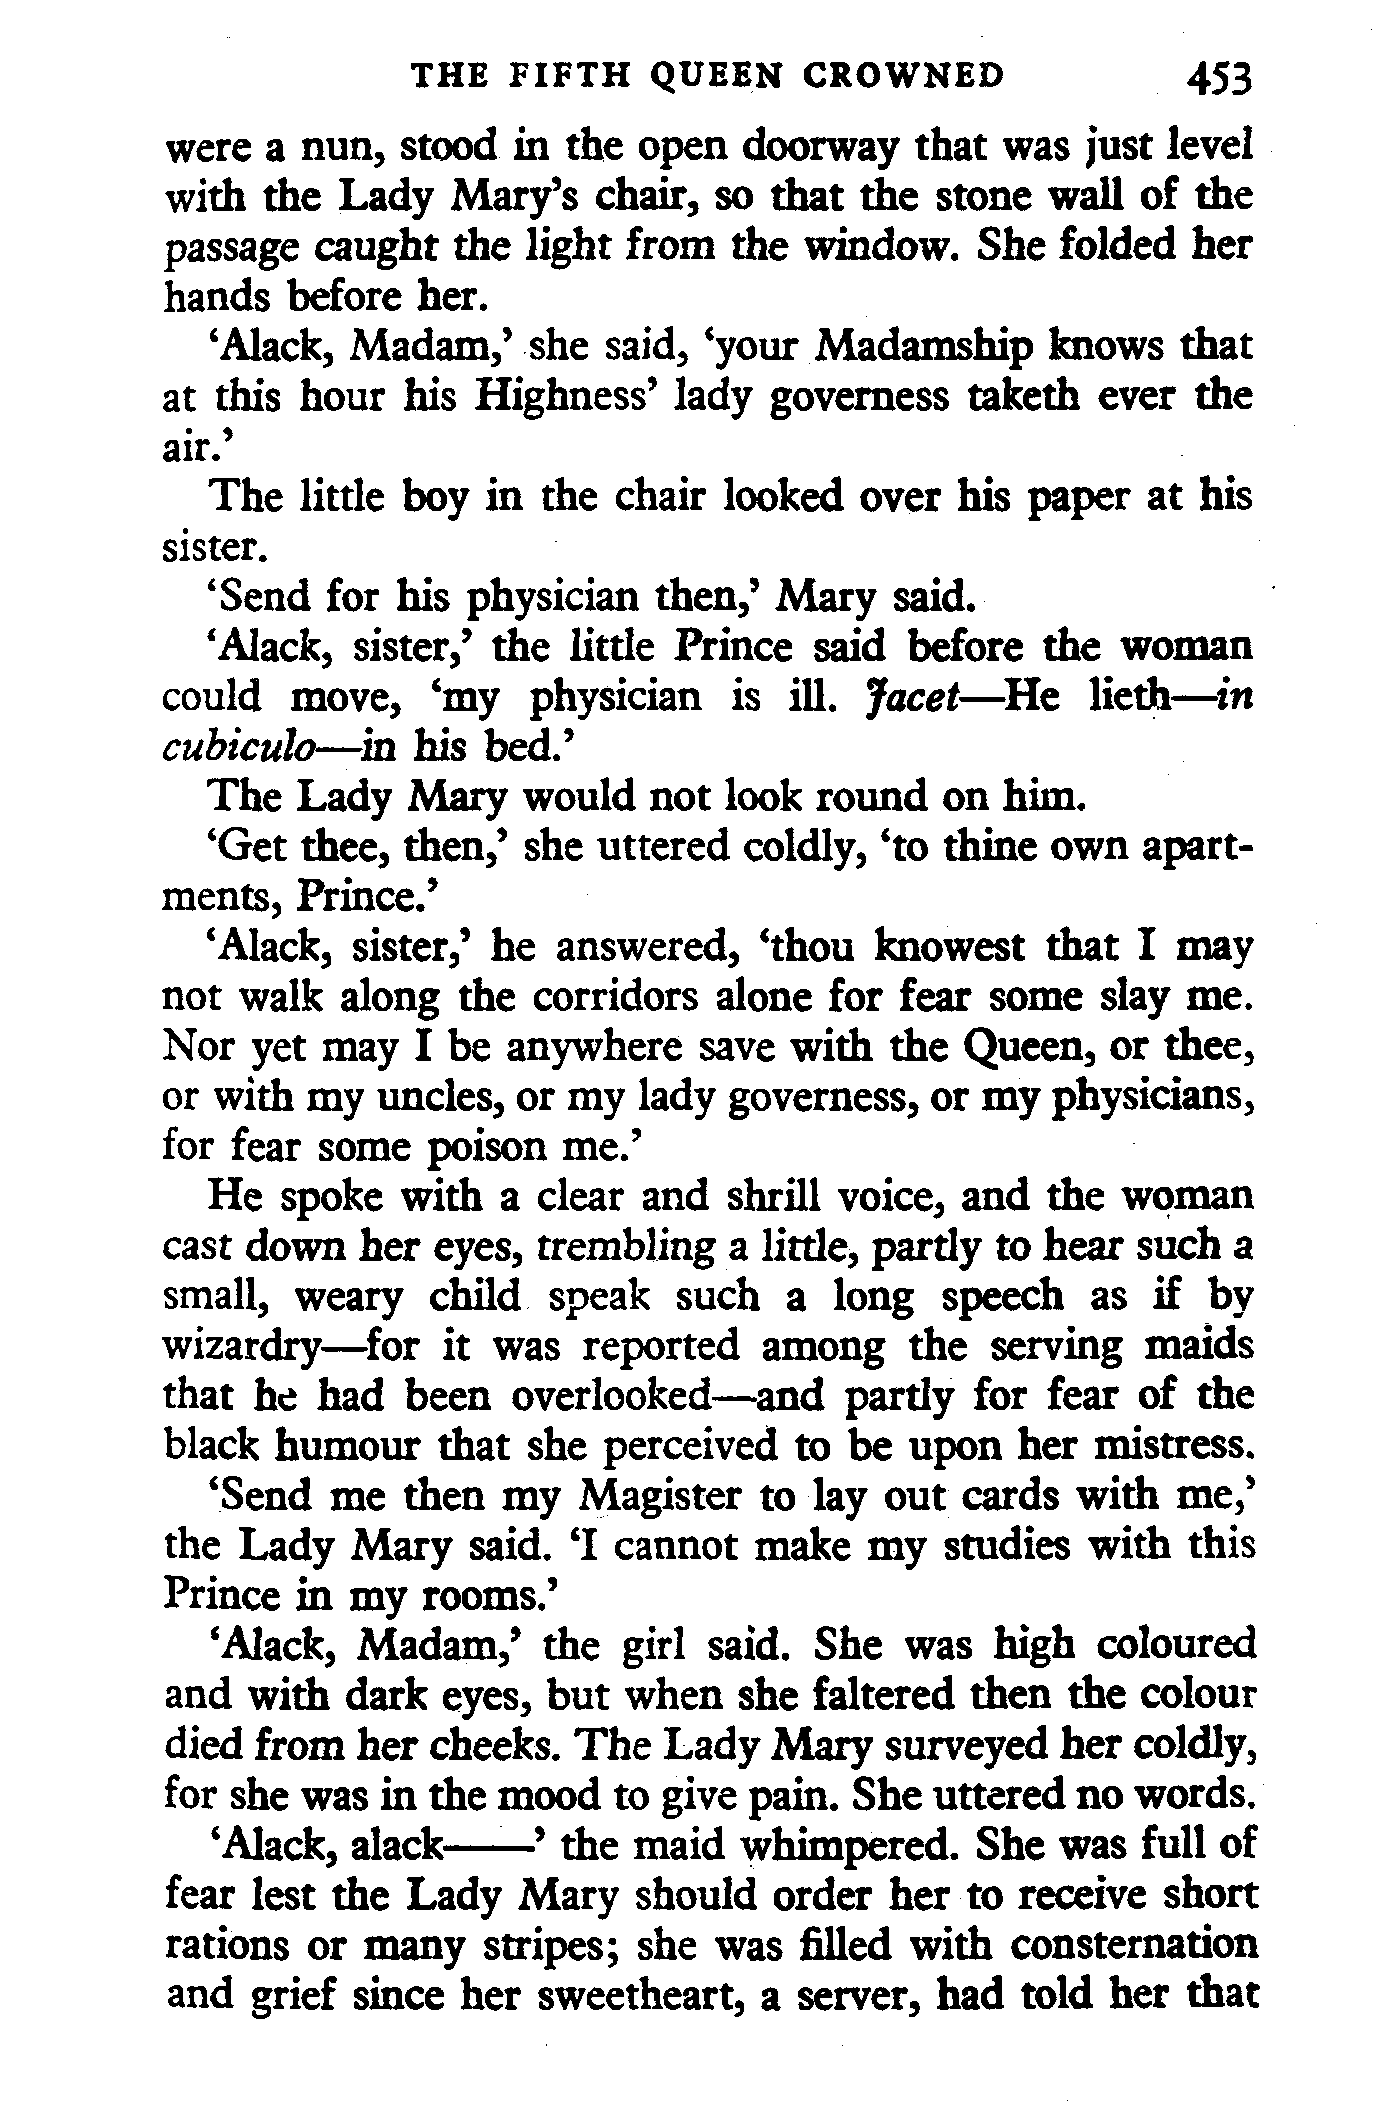 THE FIFTH QUEEN CROWNED 453
were a nun, stood in the open doorway that was just level
with the Lady Mary’s chair, so that the stone wall of the
passage caught the light from the window. She folded her
hands before her.
‘Alack, Madam,’ she said, ‘your Madamship knows that
at this hour his Highness’ lady governess taketh ever the
air.’
The little boy in the chair looked over his paper at his
sister.
‘Send for his physician then,’ Mary said.
‘Alack, sister,’ the little Prince said before the woman
could move, ‘my physician is ill. Jacet—He lieth—in
cubiculo—in his bed.’
The Lady Mary would not look round on him.
‘Get thee, then,’ she uttered coldly, ‘to thine own apart-
ments, Prince.’
‘Alack, sister,’ he answered, ‘thou knowest that I may
not walk along the corridors alone for fear some slay me.
Nor yet may I be anywhere save with the Queen, or thee,
or with my uncles, or my lady governess, or my physicians,
for fear some poison me.’
He spoke with a clear and shrill voice, and the woman
cast down her eyes, trembling a little, partly to hear such a
small, weary child speak such a long speech as if by
wizardry—for it was reported among the serving maids
that he had been overlooked—and partly for fear of the
black humour that she perceived to be upon her mistress.
‘Send me then my Magister to lay out cards with me,’
the Lady Mary said. ‘I cannot make my studies with this
Prince in my rooms.’
‘Alack, Madam,’ the girl said. She was high coloured
and with dark eyes, but when she faltered then the colour
died from her cheeks. The Lady Mary surveyed her coldly,
for she was in the mood to give pain. She uttered no words.
‘Alack, alack——’ the maid whimpered. She was full of
fear lest the Lady Mary should order her to receive short
rations or many stripes; she was filled with consternation
and grief since her sweetheart, a server, had told her that